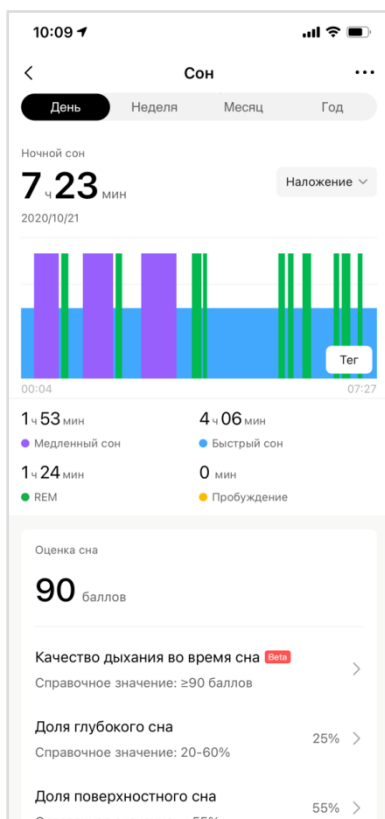 10:09
Сон
День Неделя Месяц Год
Ночной сон
7 ч 23 мин
Наложение
2020/10/21
Тег
00:04 07:27
1 ч 53 мин 4 ч 06 мин
Медленный сон Быстрый сон
1 ч 24 мин 0 мин
REM Пробуждение
Оценка сна
90 баллов
Качество дыхания во время сна Beta
Справочное значение: ≥90 баллов
Доля глубокого сна
25%
Справочное значение: 20-60%
Доля поверхностного сна
55%